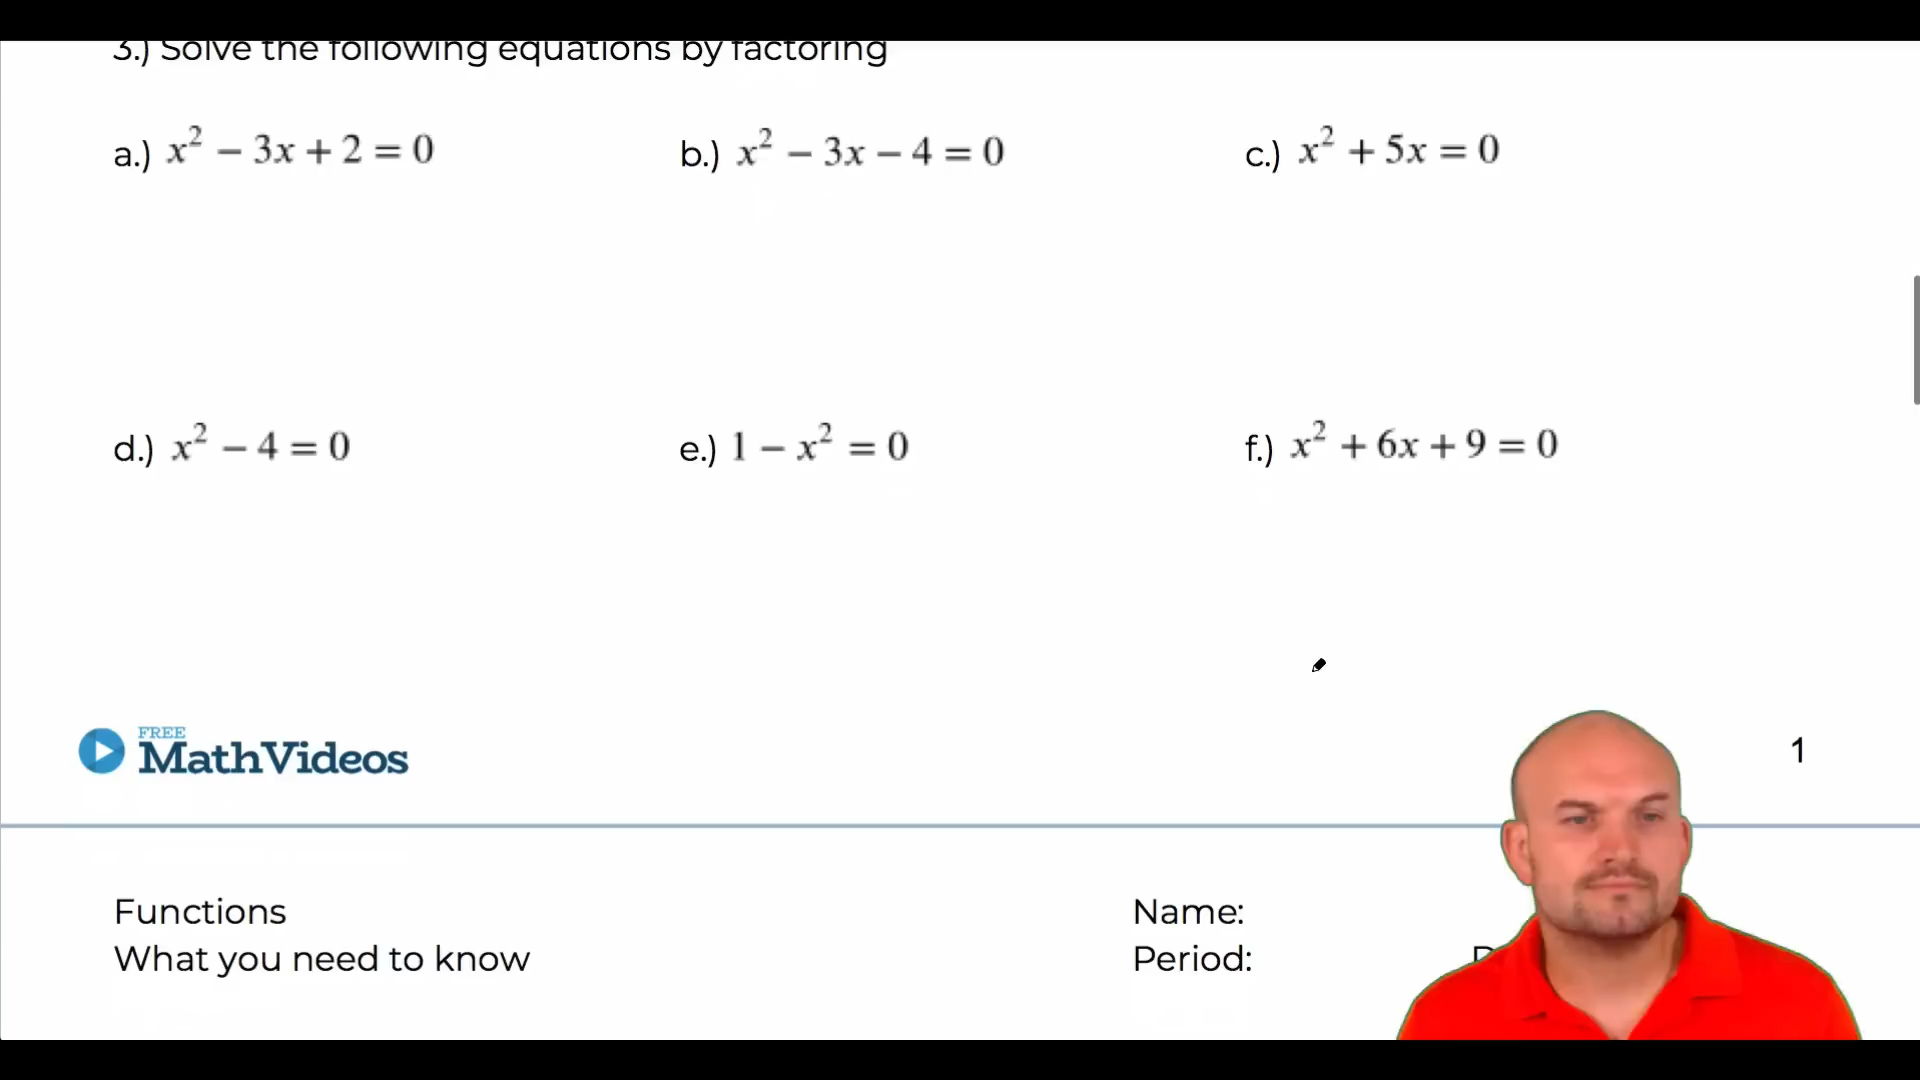 3.) Solve the following equations by factoring
a.) x² − 3x + 2 = 0
b.) x² − 3x − 4 = 0
c.) x² + 5x = 0
d.) x² − 4 = 0
e.) 1 − x² = 0
f.) x² + 6x + 9 = 0
FREE
MathVideos
1
Functions
Name:
What you need to know
Period: